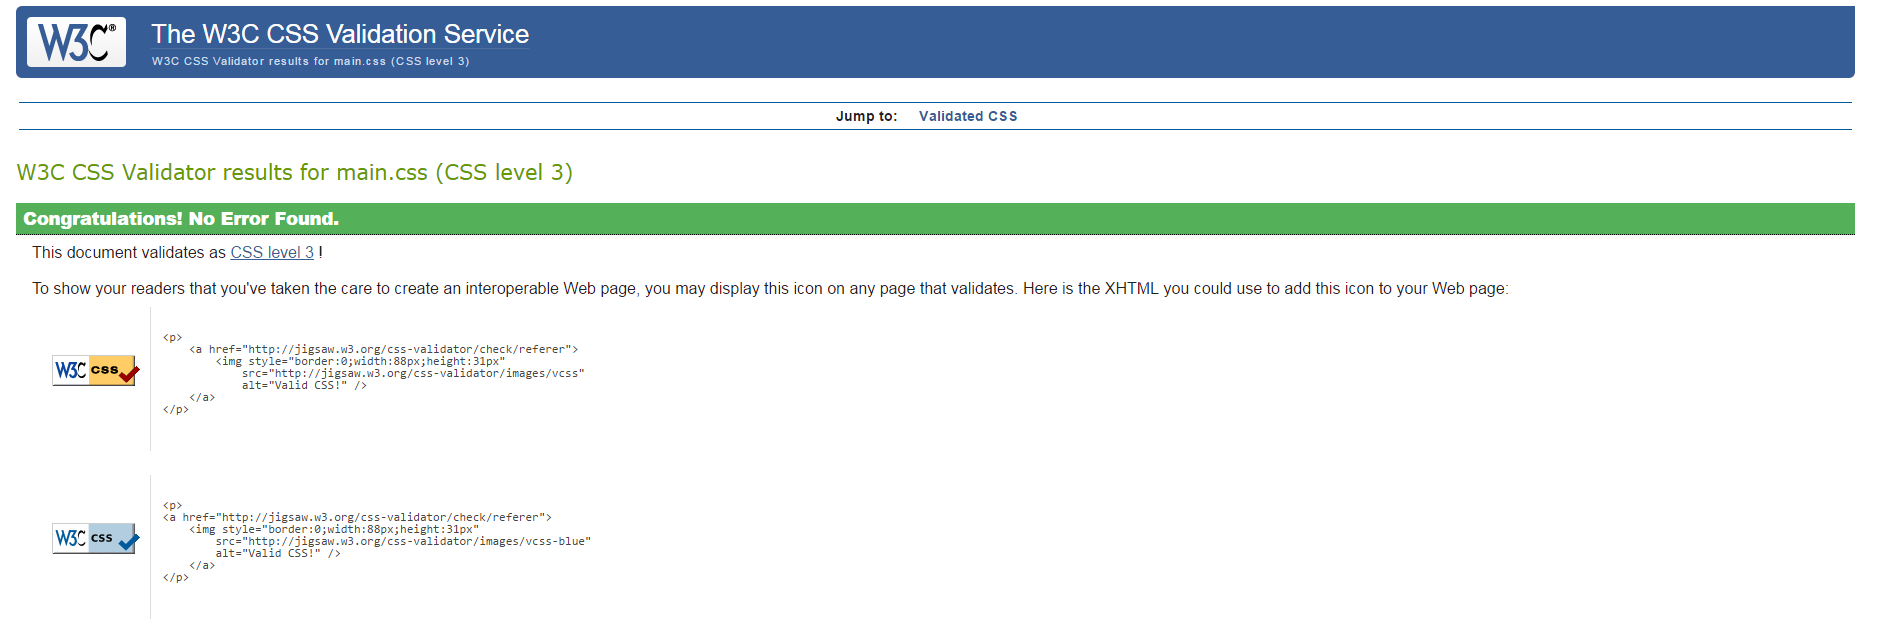 W3C®
The W3C CSS Validation Service
W3C CSS Validator results for main.css (CSS level 3)
Jump to: Validated CSS
W3C CSS Validator results for main.css (CSS level 3)
Congratulations! No Error Found.
This document validates as CSS level 3 !
To show your readers that you've taken the care to create an interoperable Web page, you may display this icon on any page that validates. Here is the XHTML you could use to add this icon to your Web page:
W3C css
<p>
    <a href="http://jigsaw.w3.org/css-validator/check/referer">
        <img style="border:0;width:88px;height:31px"
            src="http://jigsaw.w3.org/css-validator/images/vcss"
            alt="Valid CSS!" />
    </a>
</p>
W3C css
<p>
<a href="http://jigsaw.w3.org/css-validator/check/referer">
    <img style="border:0;width:88px;height:31px"
        src="http://jigsaw.w3.org/css-validator/images/vcss-blue"
        alt="Valid CSS!" />
    </a>
</p>